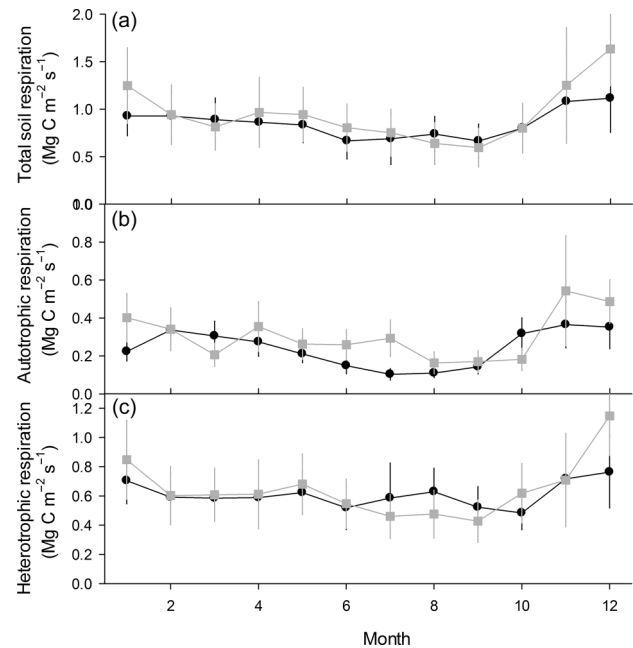 (a)
Total soil respiration
(Mg C m⁻² s⁻¹)
2.0
1.5
1.0
0.5
0.0
(b)
Autotrophic respiration
(Mg C m⁻² s⁻¹)
1.0
0.8
0.6
0.4
0.2
0.0
(c)
Heterotrophic respiration
(Mg C m⁻² s⁻¹)
1.2
1.0
0.8
0.6
0.4
0.2
0.0
2 4 6 8 10 12
Month